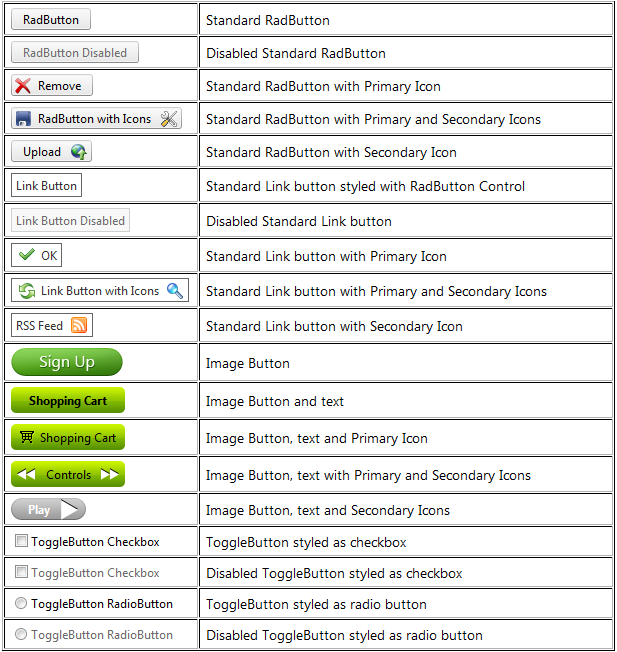 RadButton Standard RadButton
RadButton Disabled Disabled Standard RadButton
Remove Standard RadButton with Primary Icon
RadButton with Icons Standard RadButton with Primary and Secondary Icons
Upload Standard RadButton with Secondary Icon
Link Button Standard Link button styled with RadButton Control
Link Button Disabled Disabled Standard Link button
OK Standard Link button with Primary Icon
Link Button with Icons Standard Link button with Primary and Secondary Icons
RSS Feed Standard Link button with Secondary Icon
Sign Up Image Button
Shopping Cart Image Button and text
Shopping Cart Image Button, text and Primary Icon
Controls Image Button, text with Primary and Secondary Icons
Play Image Button, text and Secondary Icons
ToggleButton Checkbox ToggleButton styled as checkbox
ToggleButton Checkbox Disabled ToggleButton styled as checkbox
ToggleButton RadioButton ToggleButton styled as radio button
ToggleButton RadioButton Disabled ToggleButton styled as radio button